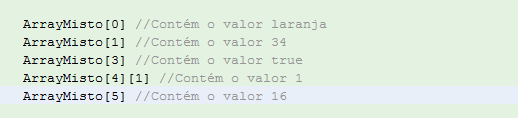 ArrayMisto[0] //Contém o valor laranja
ArrayMisto[1] //Contém o valor 34
ArrayMisto[3] //Contém o valor true
ArrayMisto[4][1] //Contém o valor 1
ArrayMisto[5] //Contém o valor 16